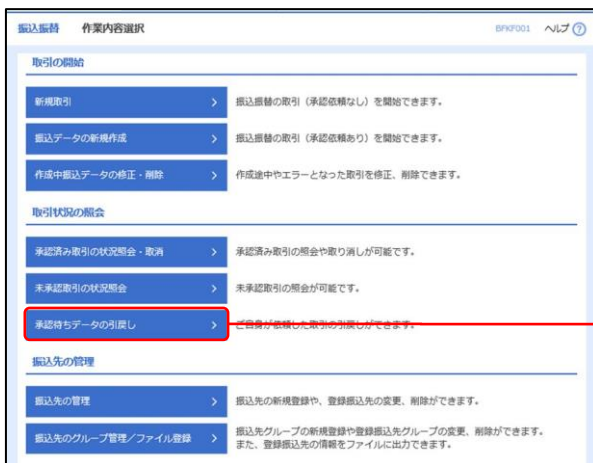 振込振替 作業内容選択 BFKF001 ヘルプ ?
取引の開始
新規取引 > 振込振替の取引(承認依頼なし)を開始できます。
振込データの新規作成 > 振込振替の取引(承認依頼あり)を開始できます。
作成中振込データの修正・削除 > 作成途中やエラーとなった取引を修正、削除できます。
取引状況の照会
承認済み取引の状況照会・取消 > 承認済み取引の照会や取り消しが可能です。
未承認取引の状況照会 > 未承認取引の照会が可能です。
承認待ちデータの引戻し > ご自身が依頼した取引の引戻しができます。
振込先の管理
振込先の管理 > 振込先の新規登録や、登録振込先の変更、削除ができます。
振込先のグループ管理/ファイル登録 > 振込先グループの新規登録や登録振込先グループの変更、削除ができます。
また、登録振込先の情報をファイルに出力できます。